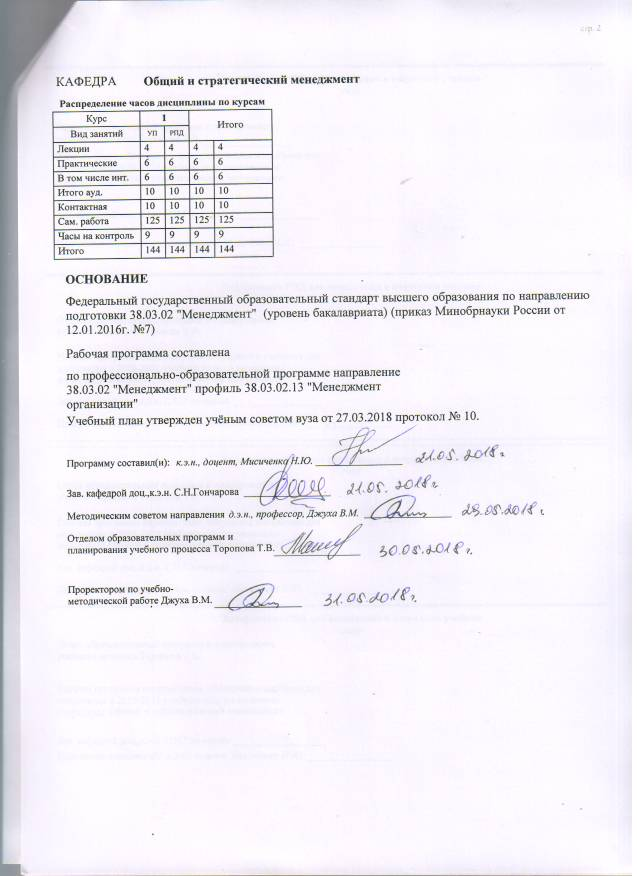 стр. 2
КАФЕДРА Общий и стратегический менеджмент
Распределение часов дисциплины по курсам
Курс 1 Итого
Вид занятий УП РПД
Лекции 4 4 4 4
Практические 6 6 6 6
В том числе инт. 6 6 6 6
Итого ауд. 10 10 10 10
Контактная 10 10 10 10
Сам. работа 125 125 125 125
Часы на контроль 9 9 9 9
Итого 144 144 144 144
ОСНОВАНИЕ
Федеральный государственный образовательный стандарт высшего образования по направлению
подготовки 38.03.02 "Менеджмент" (уровень бакалавриата) (приказ Минобрнауки России от
12.01.2016г. №7)
Рабочая программа составлена
по профессионально-образовательной программе направление
38.03.02 "Менеджмент" профиль 38.03.02.13 "Менеджмент
организации"
Учебный план утвержден учёным советом вуза от 27.03.2018 протокол № 10.
Программу составил(и): к.э.н., доцент, Мисиченко Н.Ю. 21.05.2018г
Зав. кафедрой доц.,к.э.н. С.Н.Гончарова 21.05.2018г.
Методическим советом направления д.э.н., профессор, Джуха В.М. 29.05.2018г.
Отделом образовательных программ и
планирования учебного процесса Торопова Т.В. 30.05.2018г.
Проректором по учебно-
методической работе Джуха В.М. 31.05.2018г.